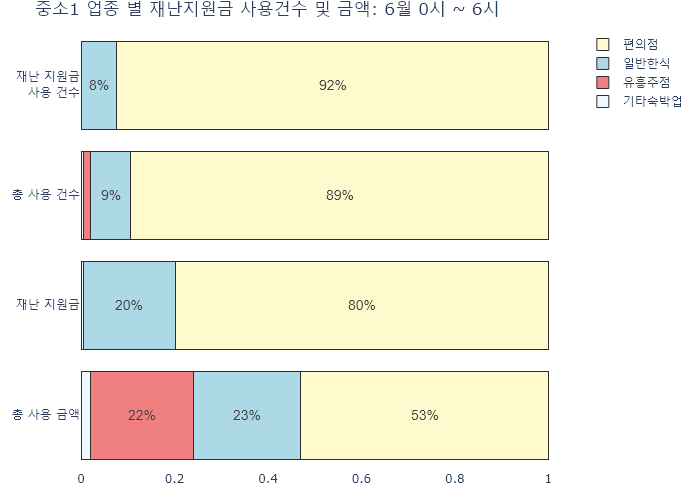 중소1 업종 별 재난지원금 사용건수 및 금액: 6월 0시 ~ 6시
편의점
일반한식
유흥주점
기타숙박업
재난 지원금
사용 건수
8%
92%
총 사용 건수
9%
89%
재난 지원금
20%
80%
총 사용 금액
22%
23%
53%
0
0.2
0.4
0.6
0.8
1